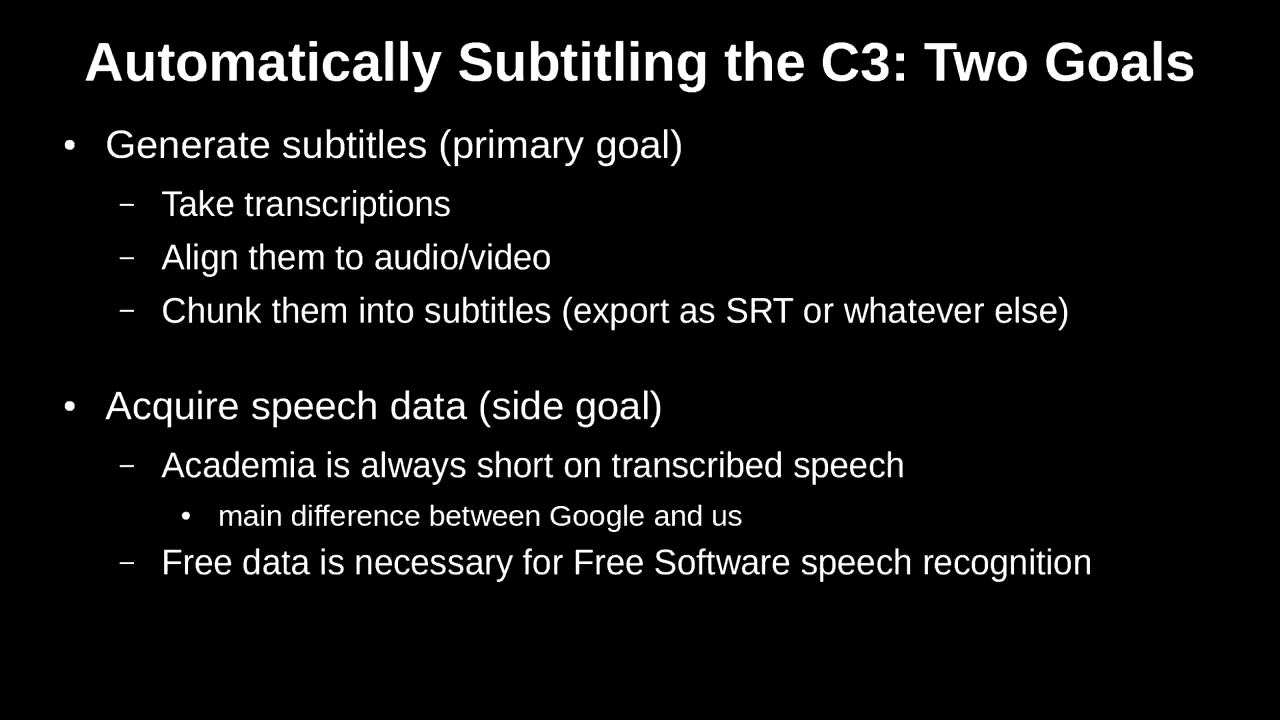 Automatically Subtitling the C3: Two Goals
• Generate subtitles (primary goal)
– Take transcriptions
– Align them to audio/video
– Chunk them into subtitles (export as SRT or whatever else)
• Acquire speech data (side goal)
– Academia is always short on transcribed speech
• main difference between Google and us
– Free data is necessary for Free Software speech recognition